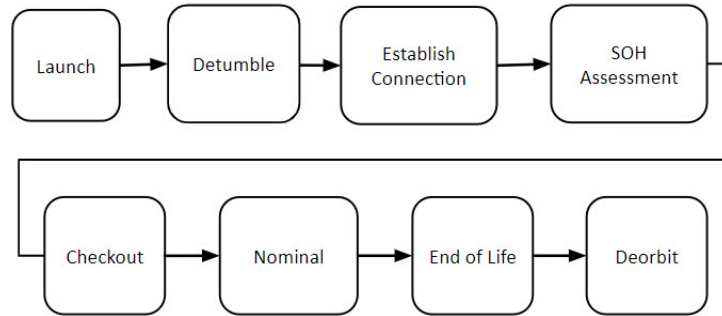 Launch
Detumble
Establish
Connection
SOH
Assessment
Checkout
Nominal
End of Life
Deorbit